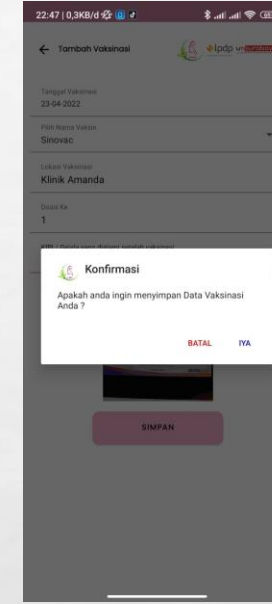 22:47 | 0,3KB/d
Tambah Vaksinasi
lpdp
Tanggal Vaksinasi
23-04-2022
Pilih Nama Vaksin
Sinovac
Lokasi Vaksinasi
Klinik Amanda
Dosis Ke
1
Konfirmasi
Apakah anda ingin menyimpan Data Vaksinasi
Anda ?
BATAL IYA
SIMPAN